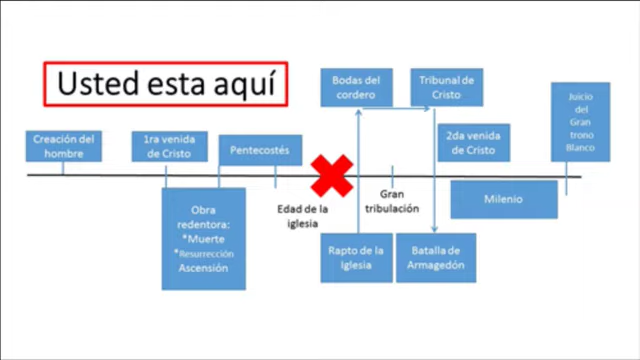 Usted esta aquí
Bodas del
cordero
Tribunal de
Cristo
Juicio
del
Gran
trono
Blanco
Creación del
hombre
1ra venida
de Cristo
Pentecostés
2da venida
de Cristo
Obra
redentora:
*Muerte
*Resurrección
Ascensión
Edad de la
iglesia
Gran
tribulación
Milenio
Rapto de la
Iglesia
Batalla de
Armagedón